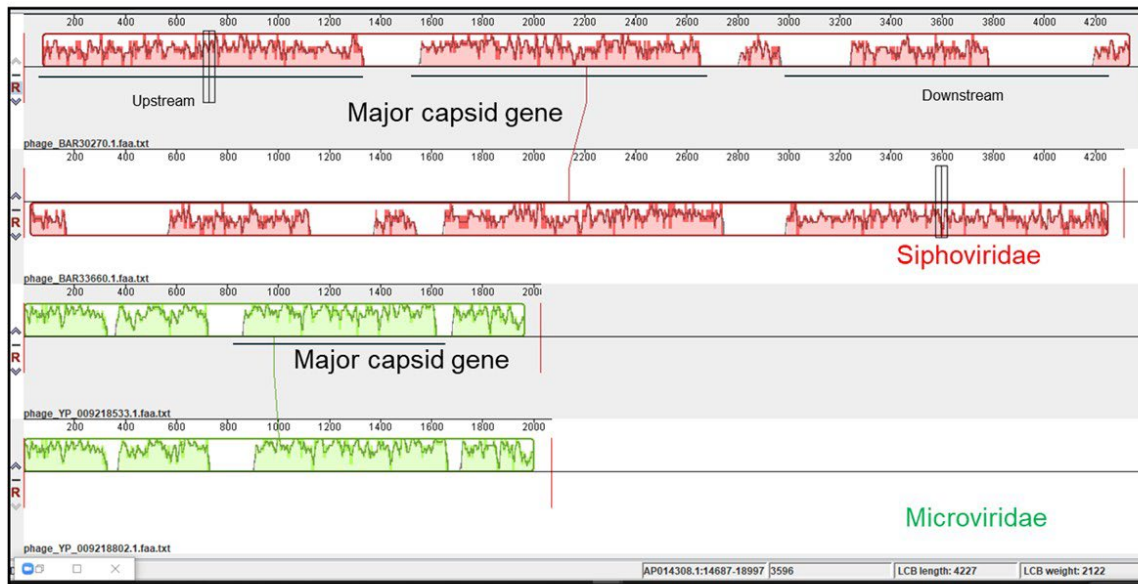 200 400 600 800 1000 1200 1400 1600 1800 2000 2200 2400 2600 2800 3000 3200 3400 3600 3800 4000 4200
R
Upstream
Major capsid gene
Downstream
phage_BAR30270.1.faa.txt
200 400 600 800 1000 1200 1400 1600 1800 2000 2200 2400 2600 2800 3000 3200 3400 3600 3800 4000 4200
R
Siphoviridae
phage_BAR33660.1.faa.txt
200 400 600 800 1000 1200 1400 1600 1800
R
Major capsid gene
phage_YP_009218533.1.faa.txt
200 400 600 800 1000 1200 1400 1600 1800 2000
R
Microviridae
phage_YP_009218802.1.faa.txt
AP014308.1:14687-18997 3596 LCB length: 4227 LCB weight: 2122